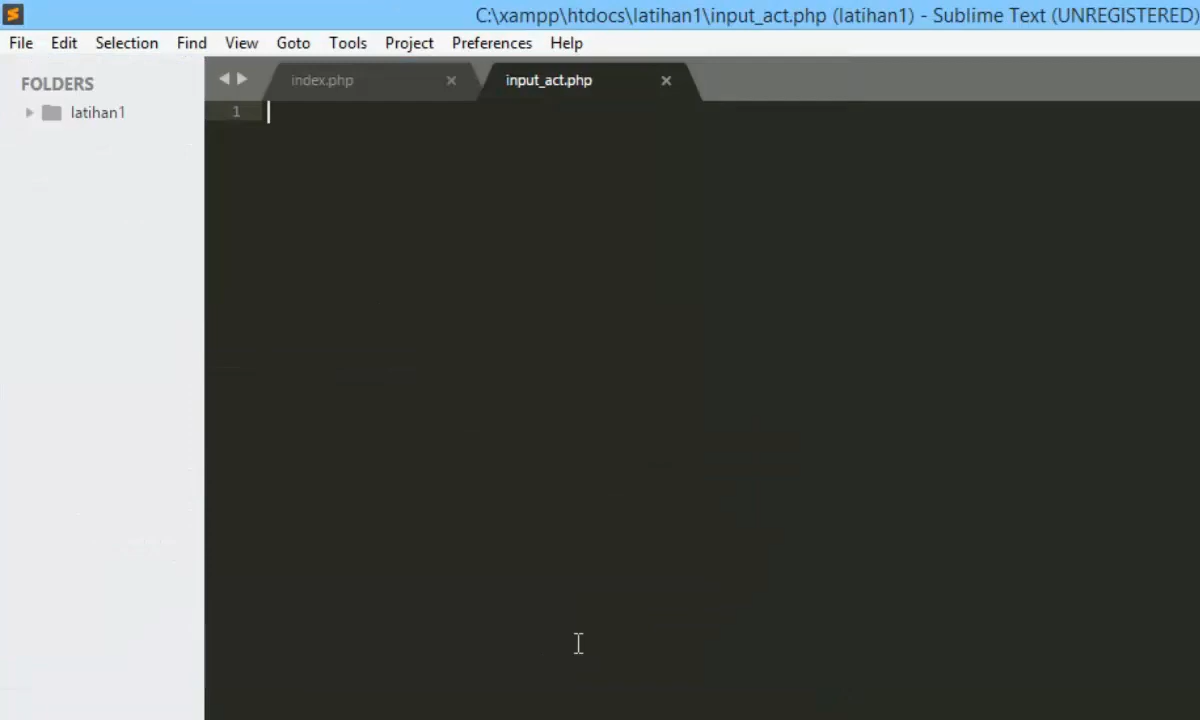 C:\xampp\htdocs\latihan1\input_act.php (latihan1) - Sublime Text (UNREGISTERED)
File Edit Selection Find View Goto Tools Project Preferences Help
FOLDERS
latihan1
index.php
input_act.php
1